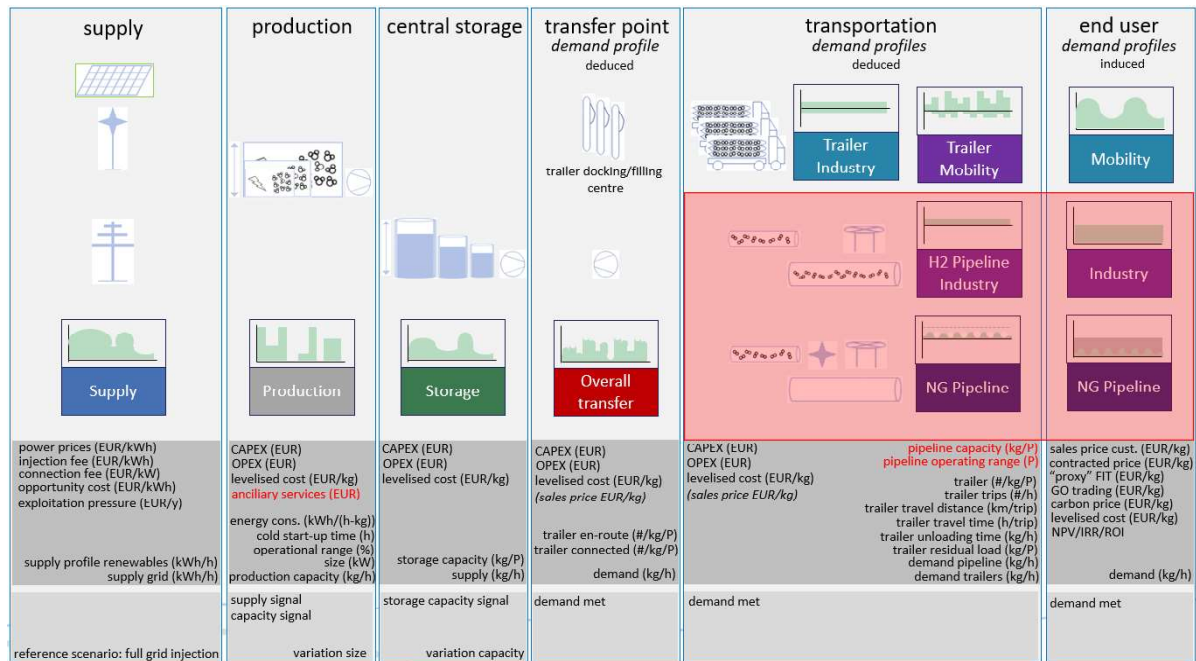 supply
production
central storage
transfer point
demand profile
deduced
transportation
demand profiles
deduced
end user
demand profiles
induced
trailer docking/filling
centre
Trailer
Industry
Trailer
Mobility
Mobility
H2 Pipeline
Industry
Industry
Supply
Production
Storage
Overall
transfer
NG Pipeline
NG Pipeline
power prices (EUR/kWh)
injection fee (EUR/kWh)
connection fee (EUR/kW)
opportunity cost (EUR/kWh)
exploitation pressure (EUR/y)
supply profile renewables (kWh/h)
supply grid (kWh/h)
reference scenario: full grid injection
CAPEX (EUR)
OPEX (EUR)
levelised cost (EUR/kg)
anciliary services (EUR)
energy cons. (kWh/(h-kg))
cold start-up time (h)
operational range (%)
size (kW)
production capacity (kg/h)
supply signal
capacity signal
variation size
CAPEX (EUR)
OPEX (EUR)
levelised cost (EUR/kg)
storage capacity (kg/P)
supply (kg/h)
storage capacity signal
variation capacity
CAPEX (EUR)
OPEX (EUR)
levelised cost (EUR/kg)
(sales price EUR/kg)
trailer en-route (#/kg/P)
trailer connected (#/kg/P)
demand (kg/h)
demand met
CAPEX (EUR)
OPEX (EUR)
levelised cost (EUR/kg)
(sales price EUR/kg)
pipeline capacity (kg/P)
pipeline operating range (P)
trailer (#/kg/P)
trailer trips (#/h)
trailer travel distance (km/trip)
trailer travel time (h/trip)
trailer unloading time (kg/h)
trailer residual load (kg/P)
demand pipeline (kg/h)
demand trailers (kg/h)
demand met
sales price cust. (EUR/kg)
contracted price (EUR/kg)
"proxy" FIT (EUR/kg)
GO trading (EUR/kg)
carbon price (EUR/kg)
levelised cost (EUR/kg)
NPV/IRR/ROI
demand (kg/h)
demand met